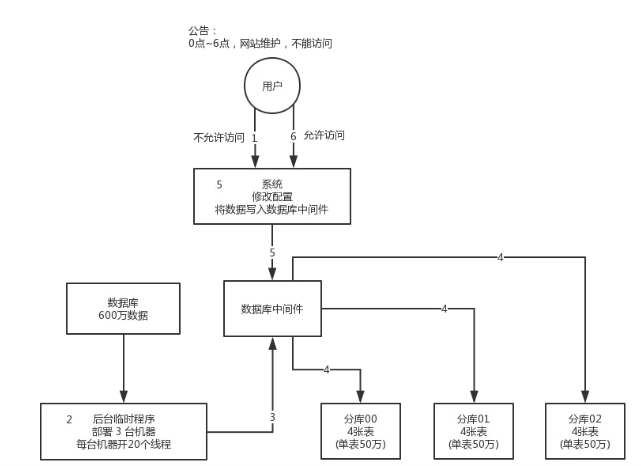 公告：
0点~6点，网站维护，不能访问
用户
不允许访问 1
6 允许访问
5 系统
修改配置
将数据写入数据库中间件
5
4
数据库
600万数据
数据库中间件
4
4
2 后台临时程序
部署 3 台机器
每台机器开20个线程
3
分库00
4张表
(单表50万)
分库01
4张表
(单表50万)
分库02
4张表
(单表50万)